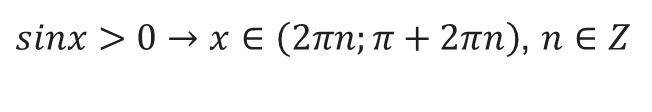 sinx > 0 → x ∈ (2πn; π + 2πn), n ∈ Z